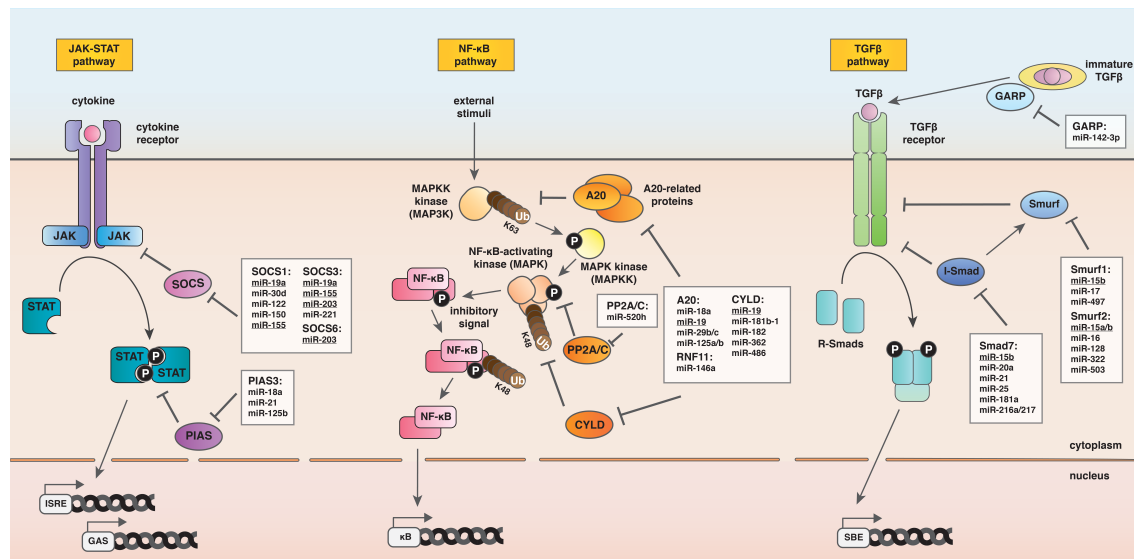 JAK-STAT
pathway
cytokine
cytokine
receptor
JAK
JAK
SOCS
STAT
SOCS1:
miR-19a
miR-30d
miR-122
miR-150
miR-155
SOCS3:
miR-19a
miR-155
miR-203
miR-221
SOCS6:
miR-203
STAT
P
P
STAT
PIAS3:
miR-18a
miR-21
miR-125b
PIAS
ISRE
GAS
NF-κB
pathway
external
stimuli
MAPKK
kinase
(MAP3K)
Ub
K63
A20
A20-related
proteins
P
MAPK kinase
(MAPKK)
NF-κB-activating
kinase (MAPK)
P
Ub
K48
NF-κB
P
inhibitory
signal
PP2A/C:
miR-520h
PP2A/C
NF-κB
P
Ub
K48
A20:
miR-18a
miR-19
miR-29b/c
miR-125a/b
RNF11:
miR-146a
CYLD:
miR-19
miR-181b-1
miR-182
miR-362
miR-486
NF-κB
CYLD
κB
TGFβ
pathway
TGFβ
TGFβ
receptor
immature
TGFβ
GARP
GARP:
miR-142-3p
Smurf
I-Smad
R-Smads
P
P
Smurf1:
miR-15b
miR-17
miR-497
Smurf2:
miR-15a/b
miR-16
miR-128
miR-322
miR-503
Smad7:
miR-15b
miR-20a
miR-21
miR-25
miR-181a
miR-216a/217
cytoplasm
nucleus
SBE